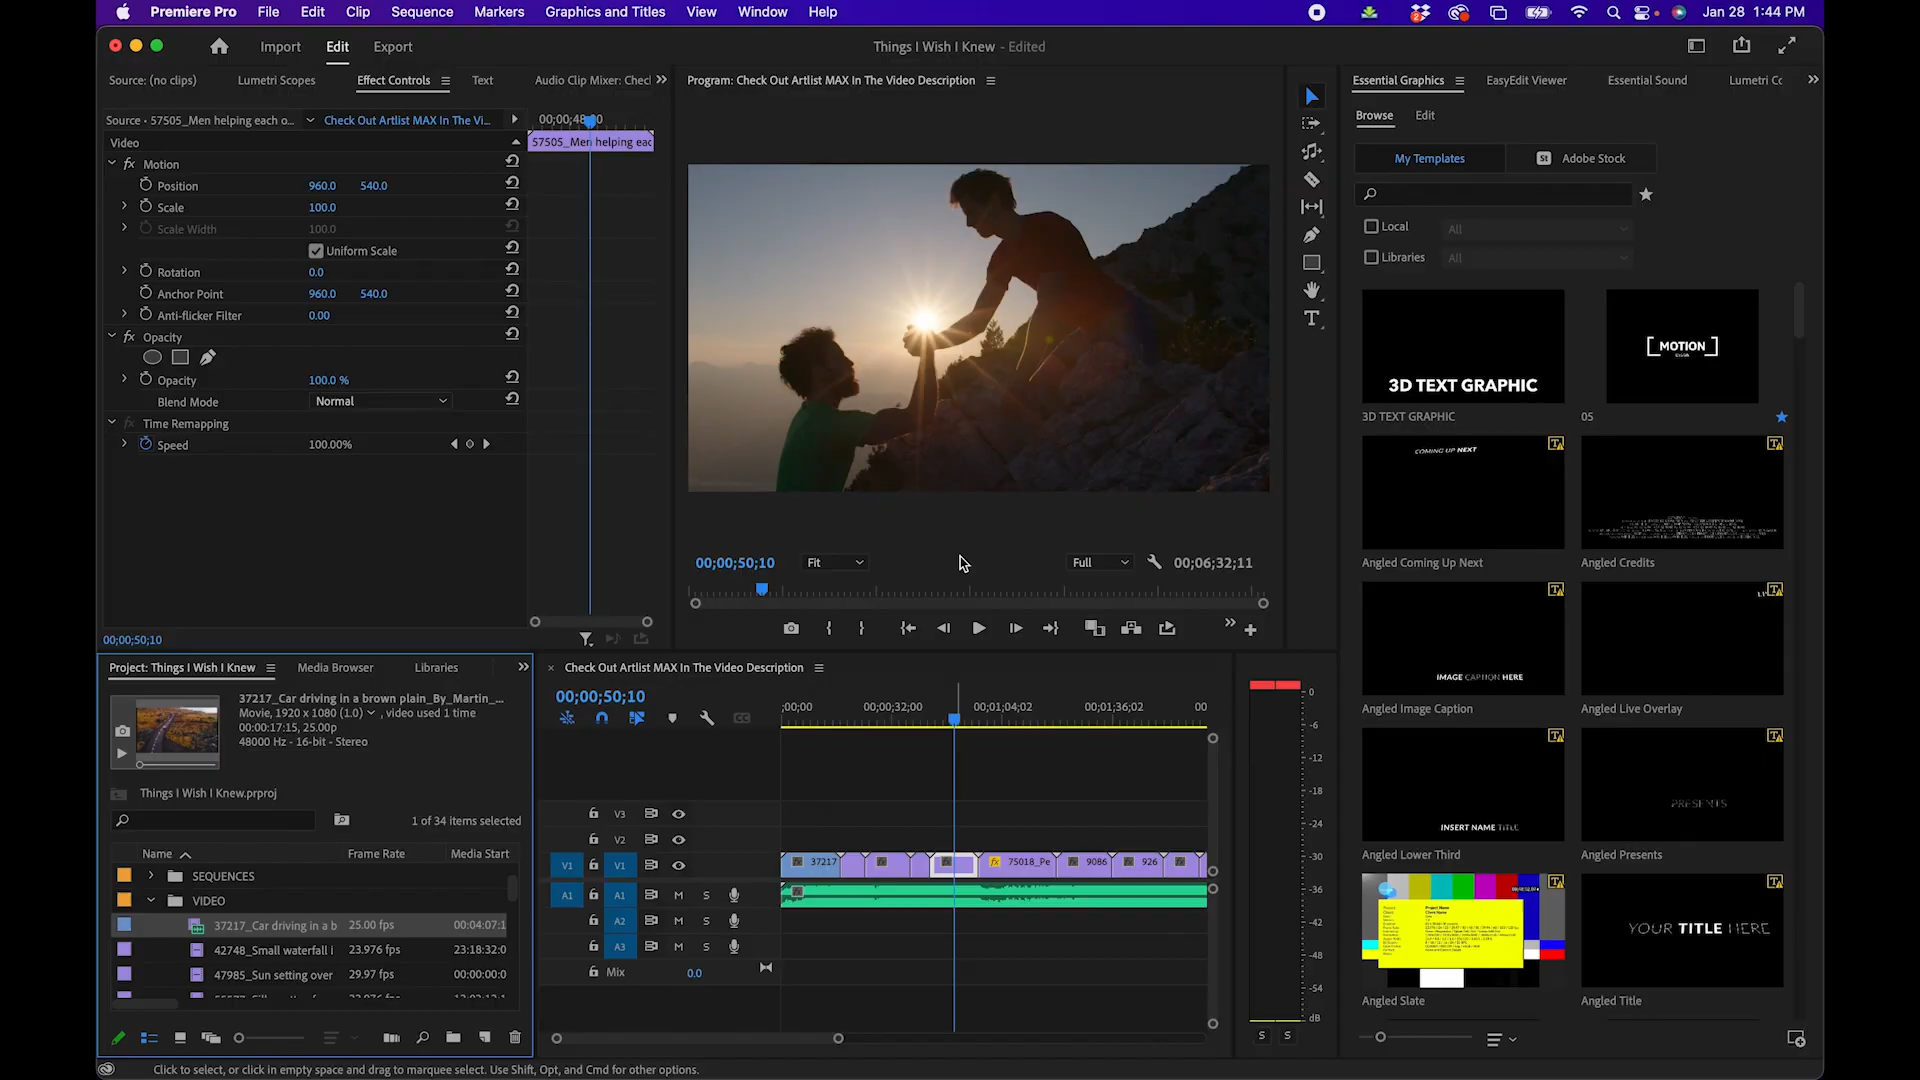 Premiere Pro File Edit Clip Sequence Markers Graphics and Titles View Window Help Jan 28 1:44 PM
Import Edit Export Things I Wish I Knew - Edited
Source: (no clips) Lumetri Scopes Effect Controls Text Audio Clip Mixer: Checl
Program: Check Out Artlist MAX In The Video Description
Essential Graphics EasyEdit Viewer Essential Sound Lumetri Cc
Source • 57505_Men helping each o... Check Out Artlist MAX In The Vi... 00;00;48;00
Video 57505_Men helping eac
Motion
Position 960.0 540.0
Scale 100.0
Scale Width 100.0
Uniform Scale
Rotation 0.0
Anchor Point 960.0 540.0
Anti-flicker Filter 0.00
Opacity
Opacity 100.0 %
Blend Mode Normal
Time Remapping
Speed 100.00%
00;00;50;10
00;00;50;10 Fit Full 00;06;32;11
Browse Edit
My Templates St Adobe Stock
Local All
Libraries All
3D TEXT GRAPHIC
[MOTION]
3D TEXT GRAPHIC 05
COMING UP NEXT
Angled Coming Up Next Angled Credits
IMAGE CAPTION HERE
Angled Image Caption Angled Live Overlay
INSERT NAME TITLE
PRESENTS
Angled Lower Third Angled Presents
YOUR TITLE HERE
Angled Slate Angled Title
Project: Things I Wish I Knew Media Browser Libraries
37217_Car driving in a brown plain_By_Martin_...
Movie, 1920 x 1080 (1.0) , video used 1 time
00:00:17:15, 25.00p
48000 Hz - 16-bit - Stereo
Things I Wish I Knew.prproj
1 of 34 items selected
Name Frame Rate Media Start
SEQUENCES
VIDEO
37217_Car driving in a b 25.00 fps 00:04:07:1
42748_Small waterfall i 23.976 fps 23:18:32:0
47985_Sun setting over 29.97 fps 00:00:00:0
Check Out Artlist MAX In The Video Description
00;00;50;10
;00;00 00;00;32;00 00;01;04;02 00;01;36;02 00
V3
V2
V1 V1 37217 75018_Pe 9086 926
A1 A1 M S
A2 M S
A3 M S
Mix 0.0
0
-6
-12
-18
-24
-30
-36
-42
-48
-54
dB
S S
Click to select, or click in empty space and drag to marquee select. Use Shift, Opt, and Cmd for other options.